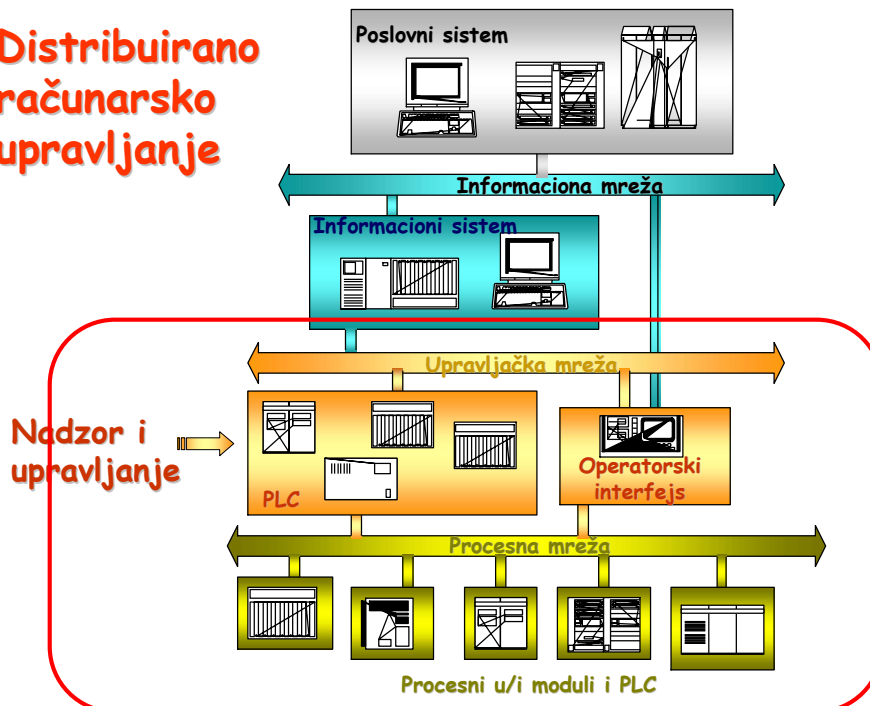 Distribuirano
računarsko
upravljanje
Poslovni sistem
Informaciona mreža
Informacioni sistem
Upravljačka mreža
Nadzor i
upravljanje
PLC
Operatorski
interfejs
Procesna mreža
Procesni u/i moduli i PLC